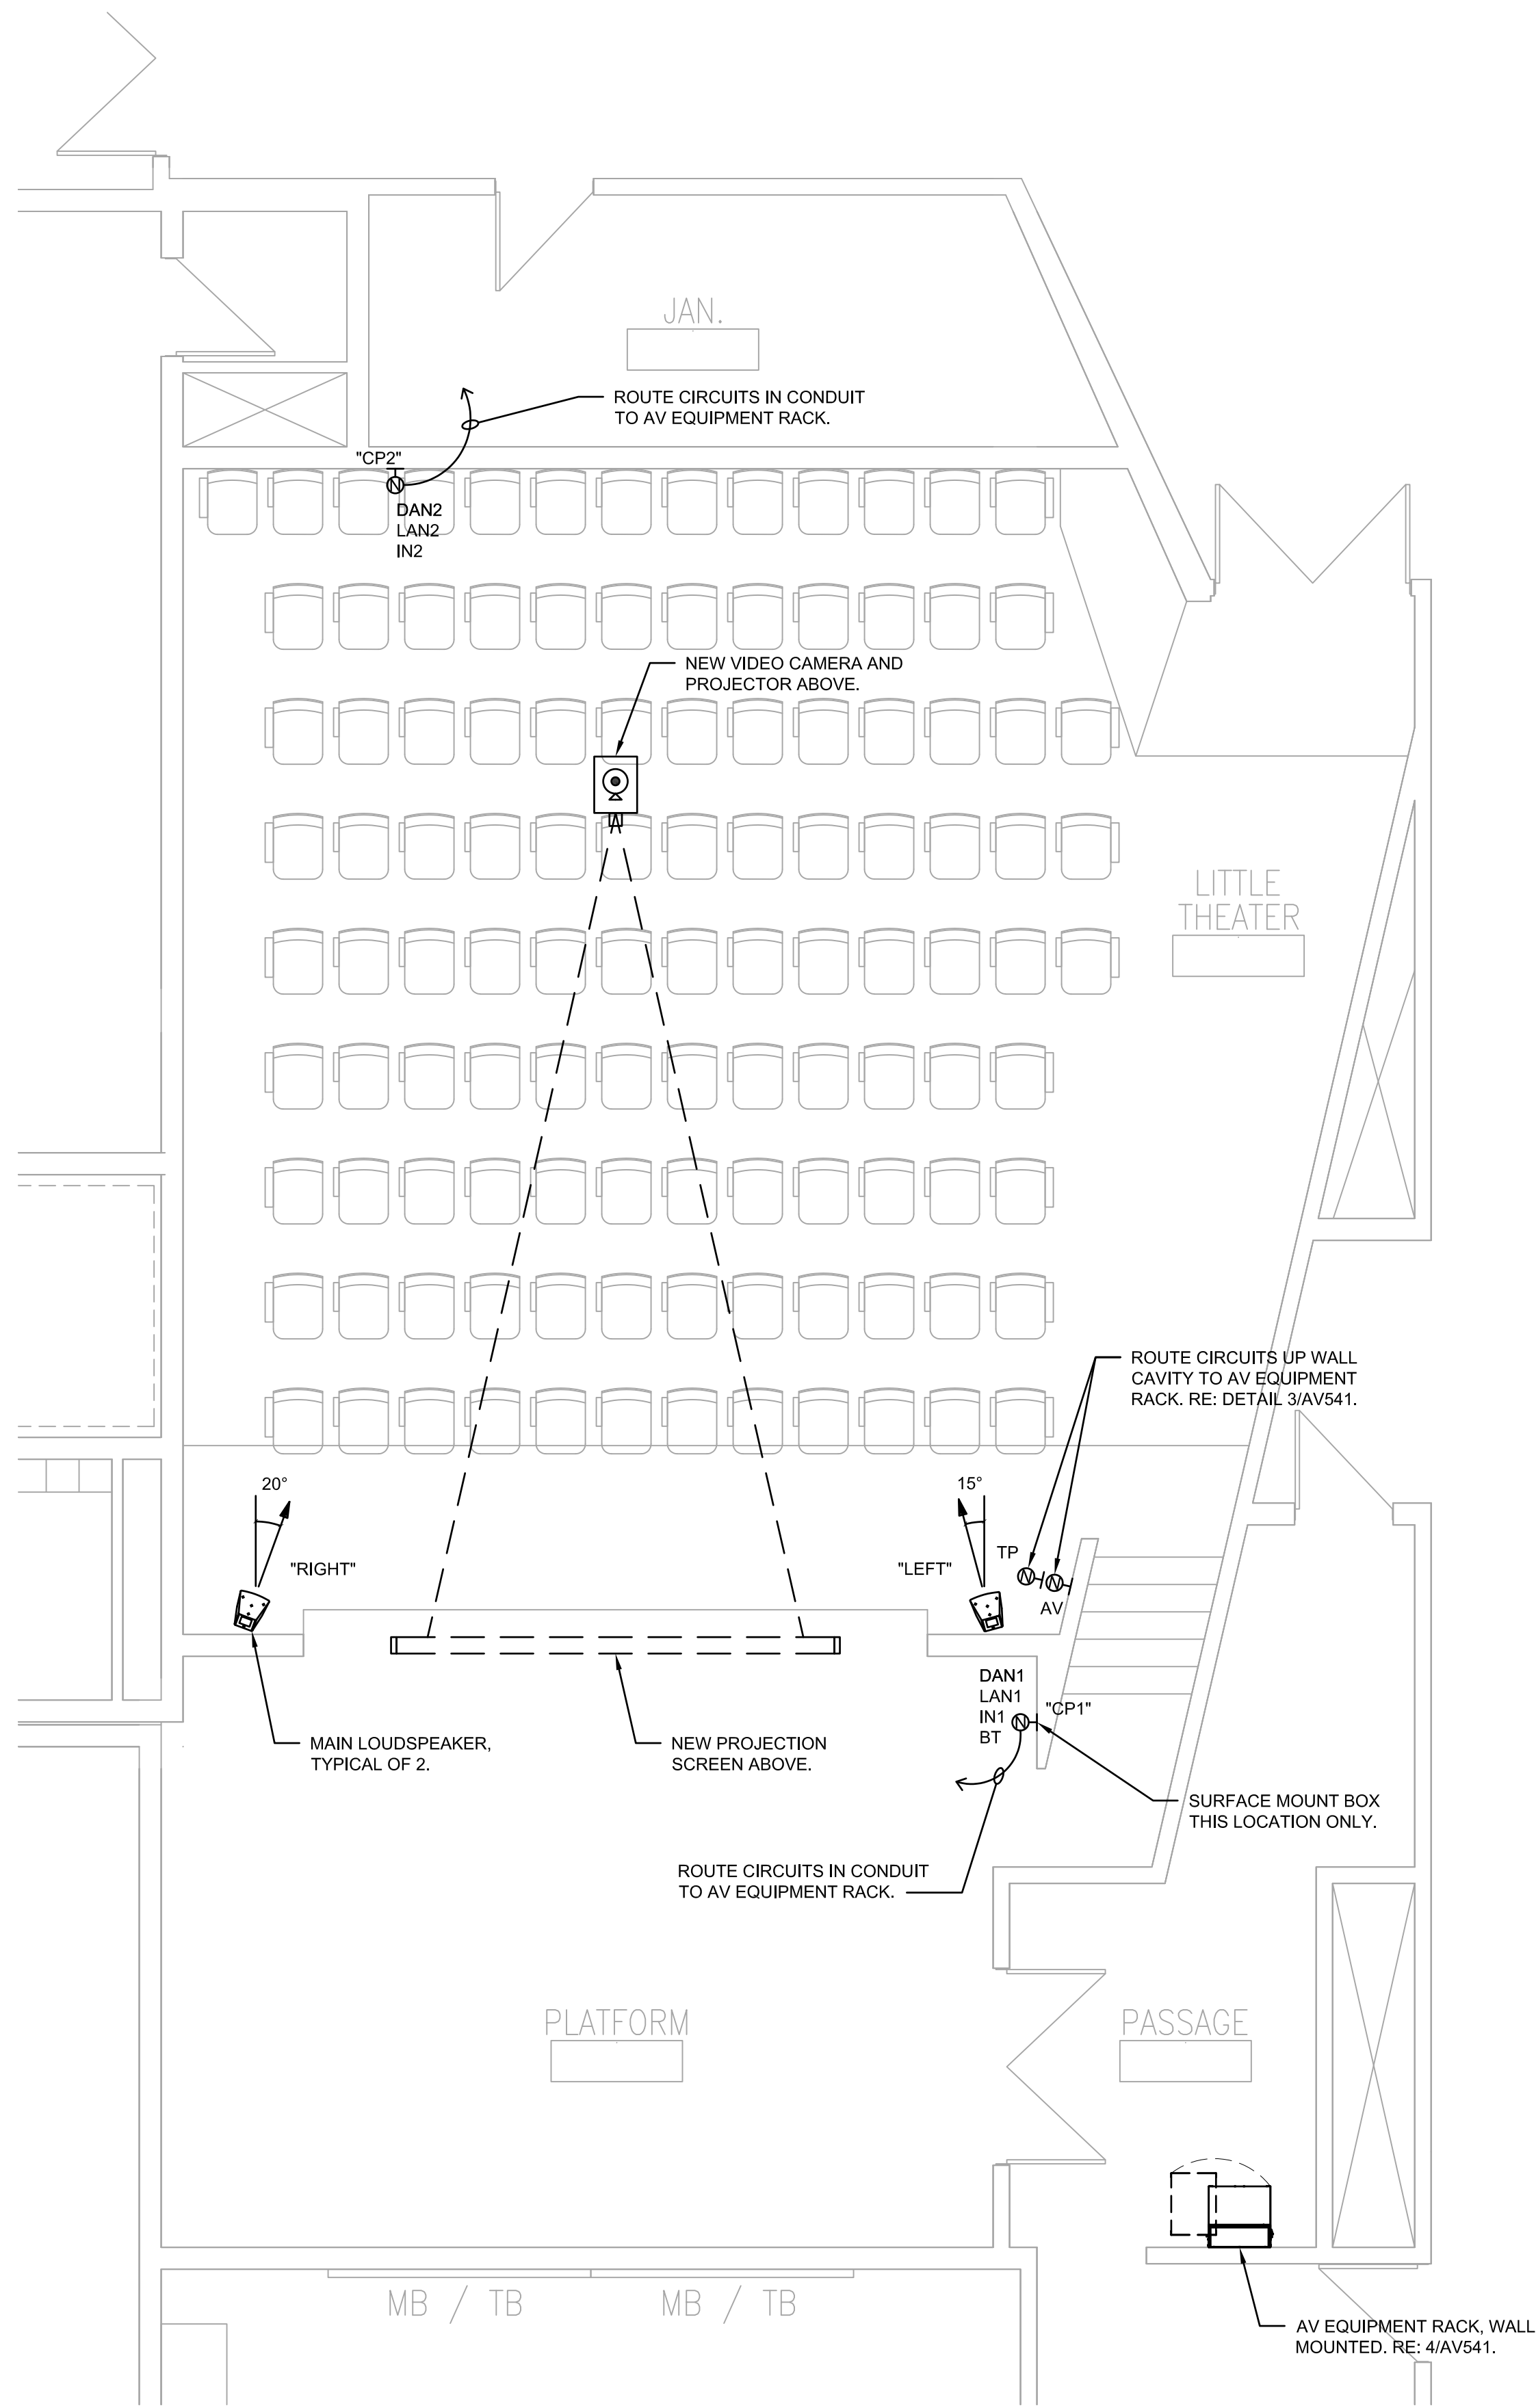 JAN.
ROUTE CIRCUITS IN CONDUIT
TO AV EQUIPMENT RACK.
"CP2"
DAN2
LAN2
IN2
NEW VIDEO CAMERA AND
PROJECTOR ABOVE.
LITTLE
THEATER
ROUTE CIRCUITS UP WALL
CAVITY TO AV EQUIPMENT
RACK. RE: DETAIL 3/AV541.
20°
15°
"RIGHT"
"LEFT"
TP
AV
DAN1
LAN1
IN1
BT
"CP1"
MAIN LOUDSPEAKER,
TYPICAL OF 2.
NEW PROJECTION
SCREEN ABOVE.
SURFACE MOUNT BOX
THIS LOCATION ONLY.
ROUTE CIRCUITS IN CONDUIT
TO AV EQUIPMENT RACK.
PLATFORM
PASSAGE
MB / TB
MB / TB
AV EQUIPMENT RACK, WALL
MOUNTED. RE: 4/AV541.